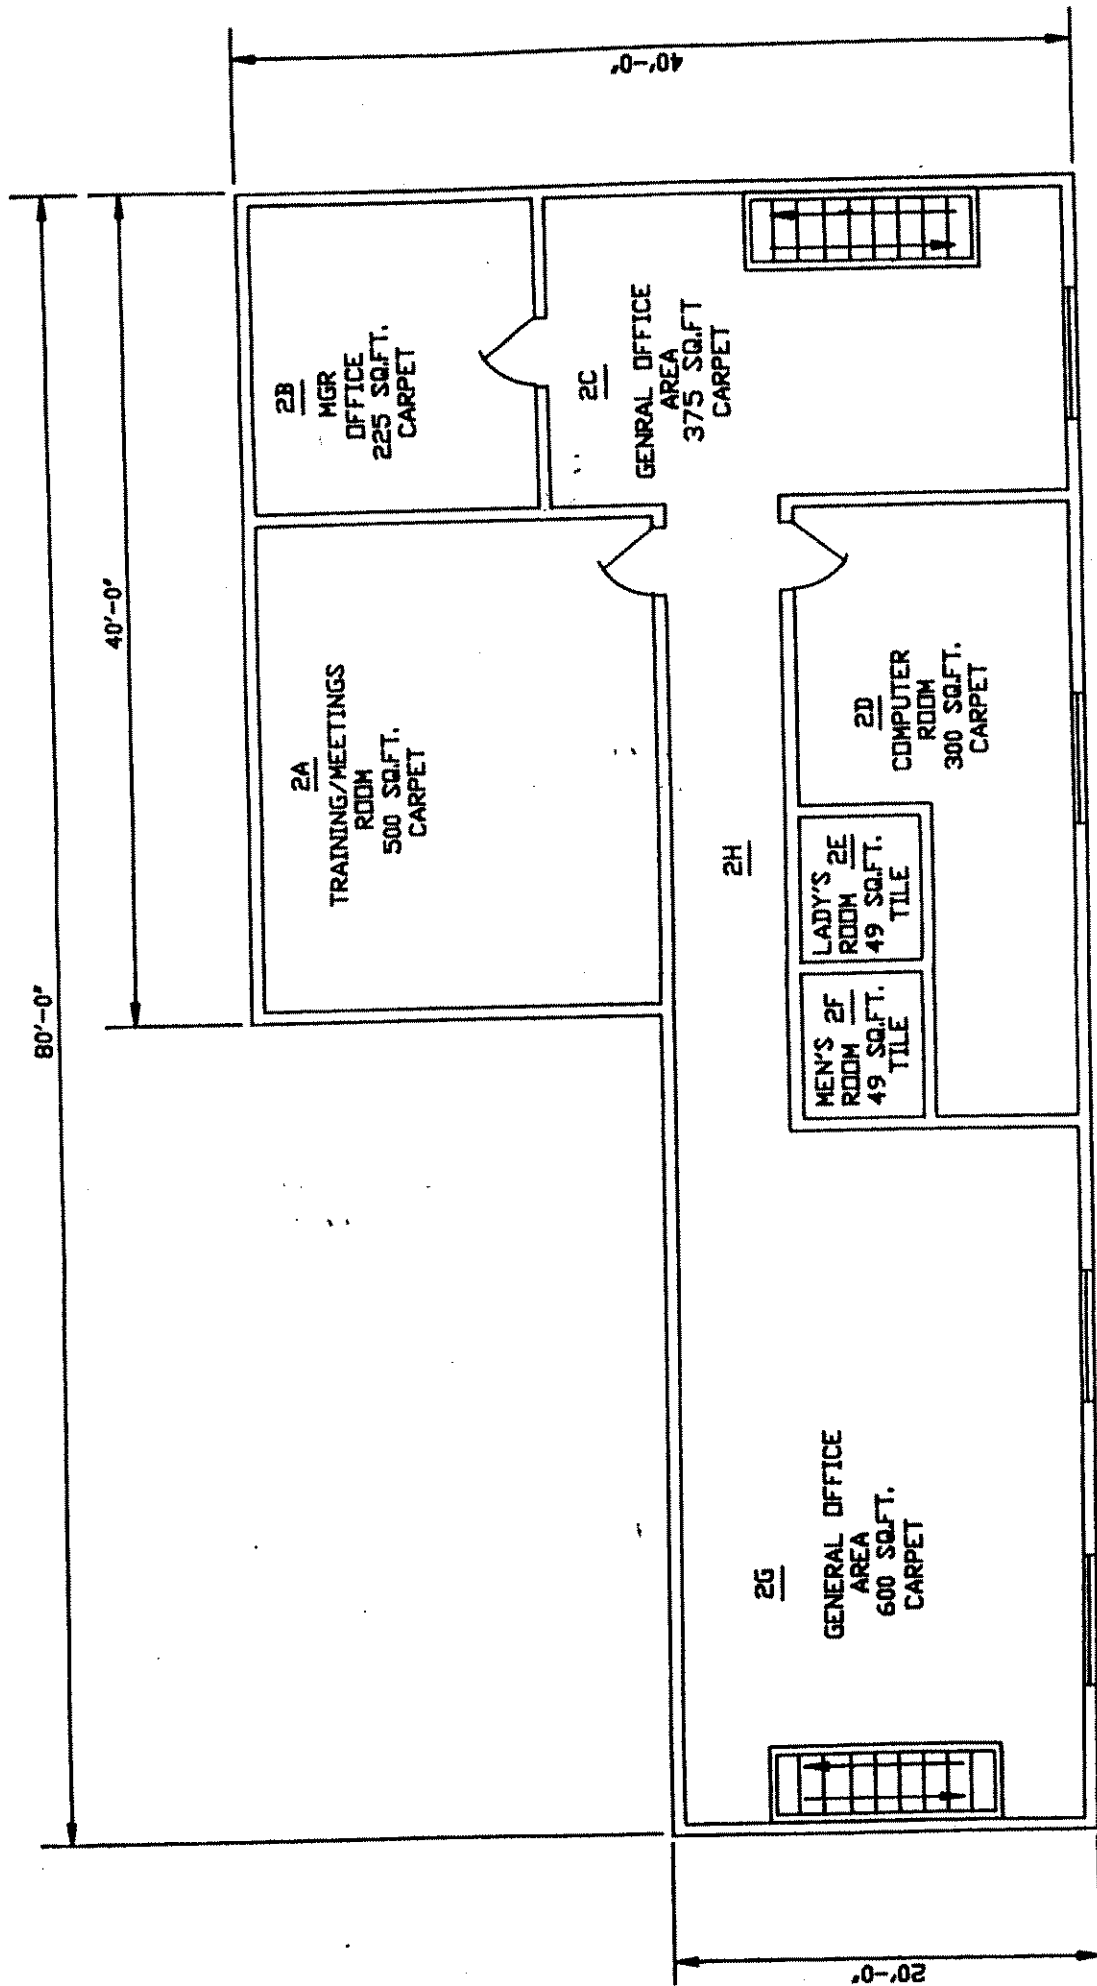 80'-0"
40'-0"
40'-0"
20'-0"
2A
TRAINING/MEETINGS
ROOM
500 SQ.FT.
CARPET
2B
MGR
OFFICE
225 SQ.FT.
CARPET
2C
GENRAL OFFICE
AREA
375 SQ.FT
CARPET
2H
MEN'S 2F
ROOM
49 SQ.FT.
TILE
LADY'S
ROOM 2E
49 SQ.FT.
TILE
2D
COMPUTER
ROOM
300 SQ.FT.
CARPET
2G
GENERAL OFFICE
AREA
600 SQ.FT.
CARPET